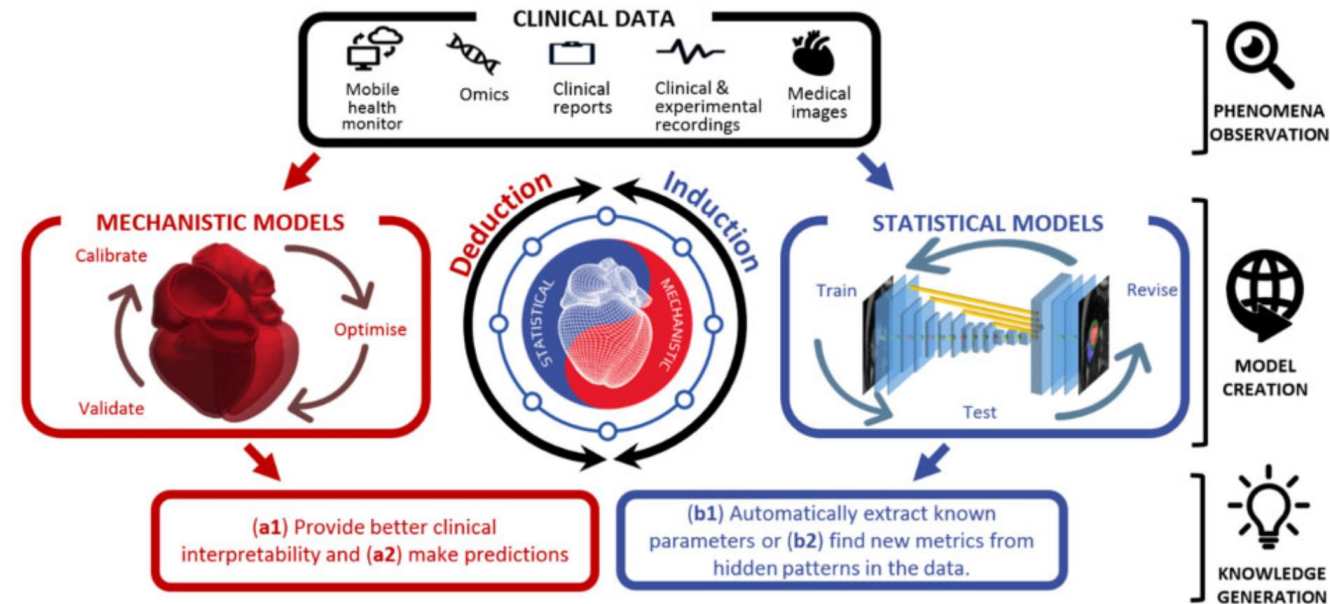 CLINICAL DATA
Mobile
health
monitor
Omics
Clinical
reports
Clinical &
experimental
recordings
Medical
images
PHENOMENA
OBSERVATION
MECHANISTIC MODELS
Calibrate
Optimise
Validate
Deduction
Induction
STATISTICAL
MECHANISTIC
STATISTICAL MODELS
Train
Revise
Test
MODEL
CREATION
(a1) Provide better clinical
interpretability and (a2) make predictions
(b1) Automatically extract known
parameters or (b2) find new metrics from
hidden patterns in the data.
KNOWLEDGE
GENERATION